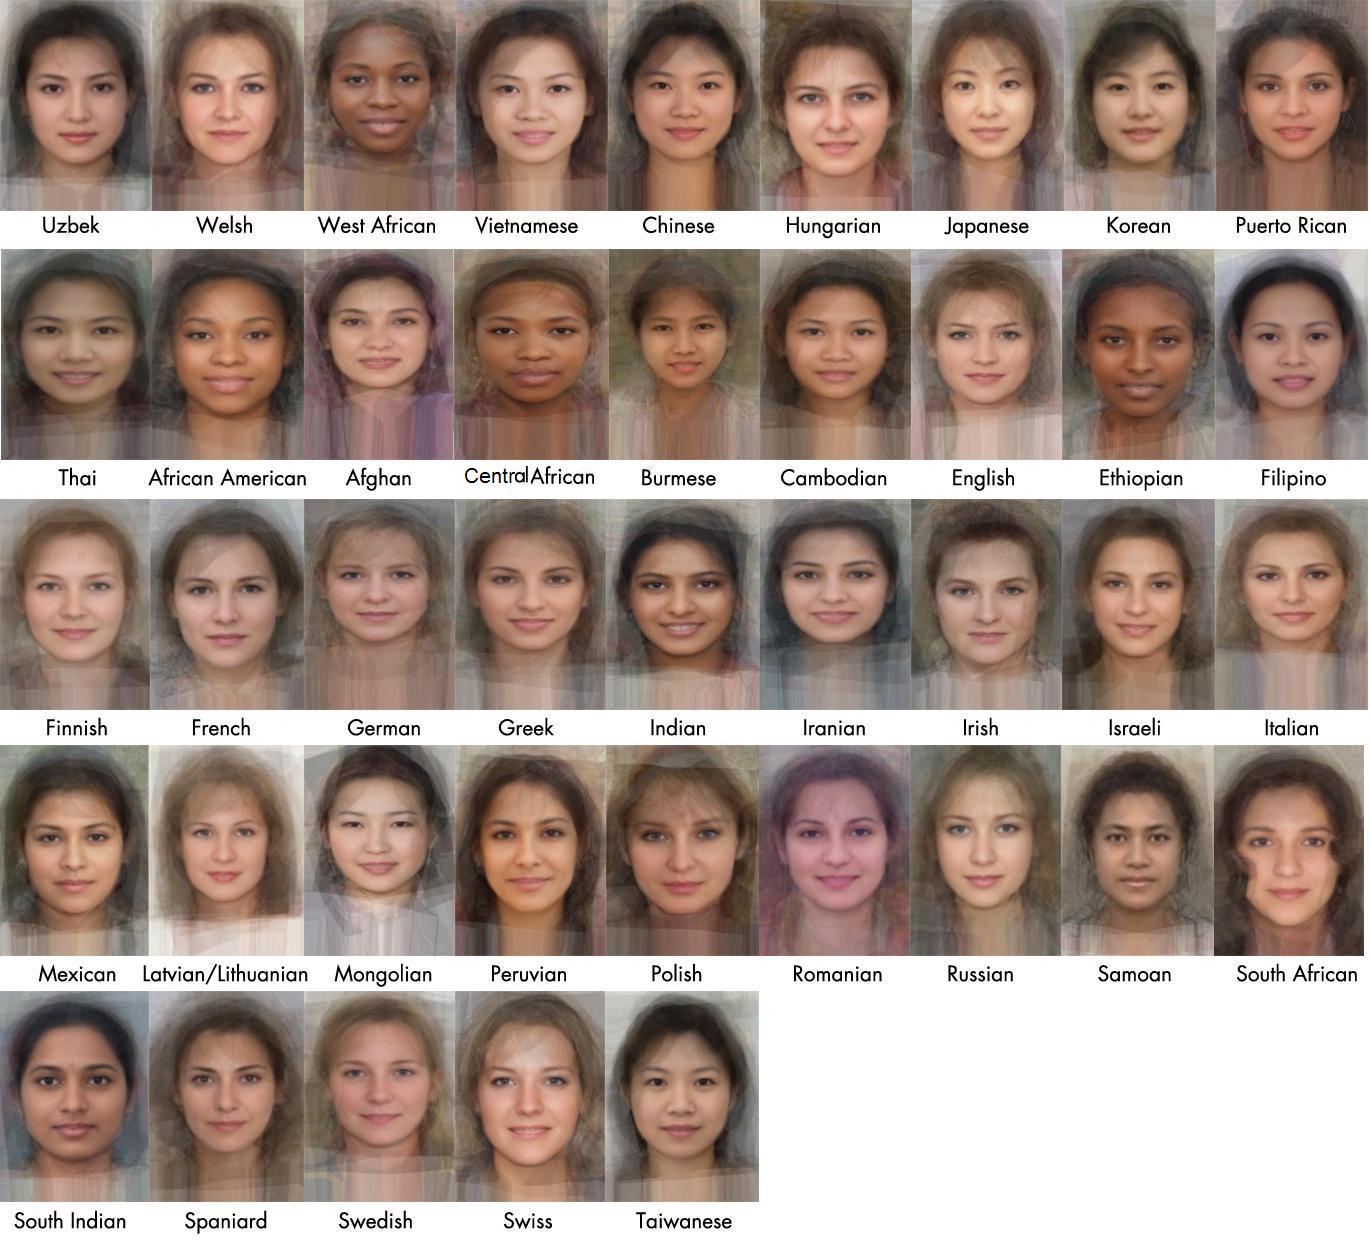 Uzbek Welsh West African Vietnamese Chinese Hungarian Japanese Korean Puerto Rican
Thai African American Afghan Central African Burmese Cambodian English Ethiopian Filipino
Finnish French German Greek Indian Iranian Irish Israeli Italian
Mexican Latvian/Lithuanian Mongolian Peruvian Polish Romanian Russian Samoan South African
South Indian Spaniard Swedish Swiss Taiwanese